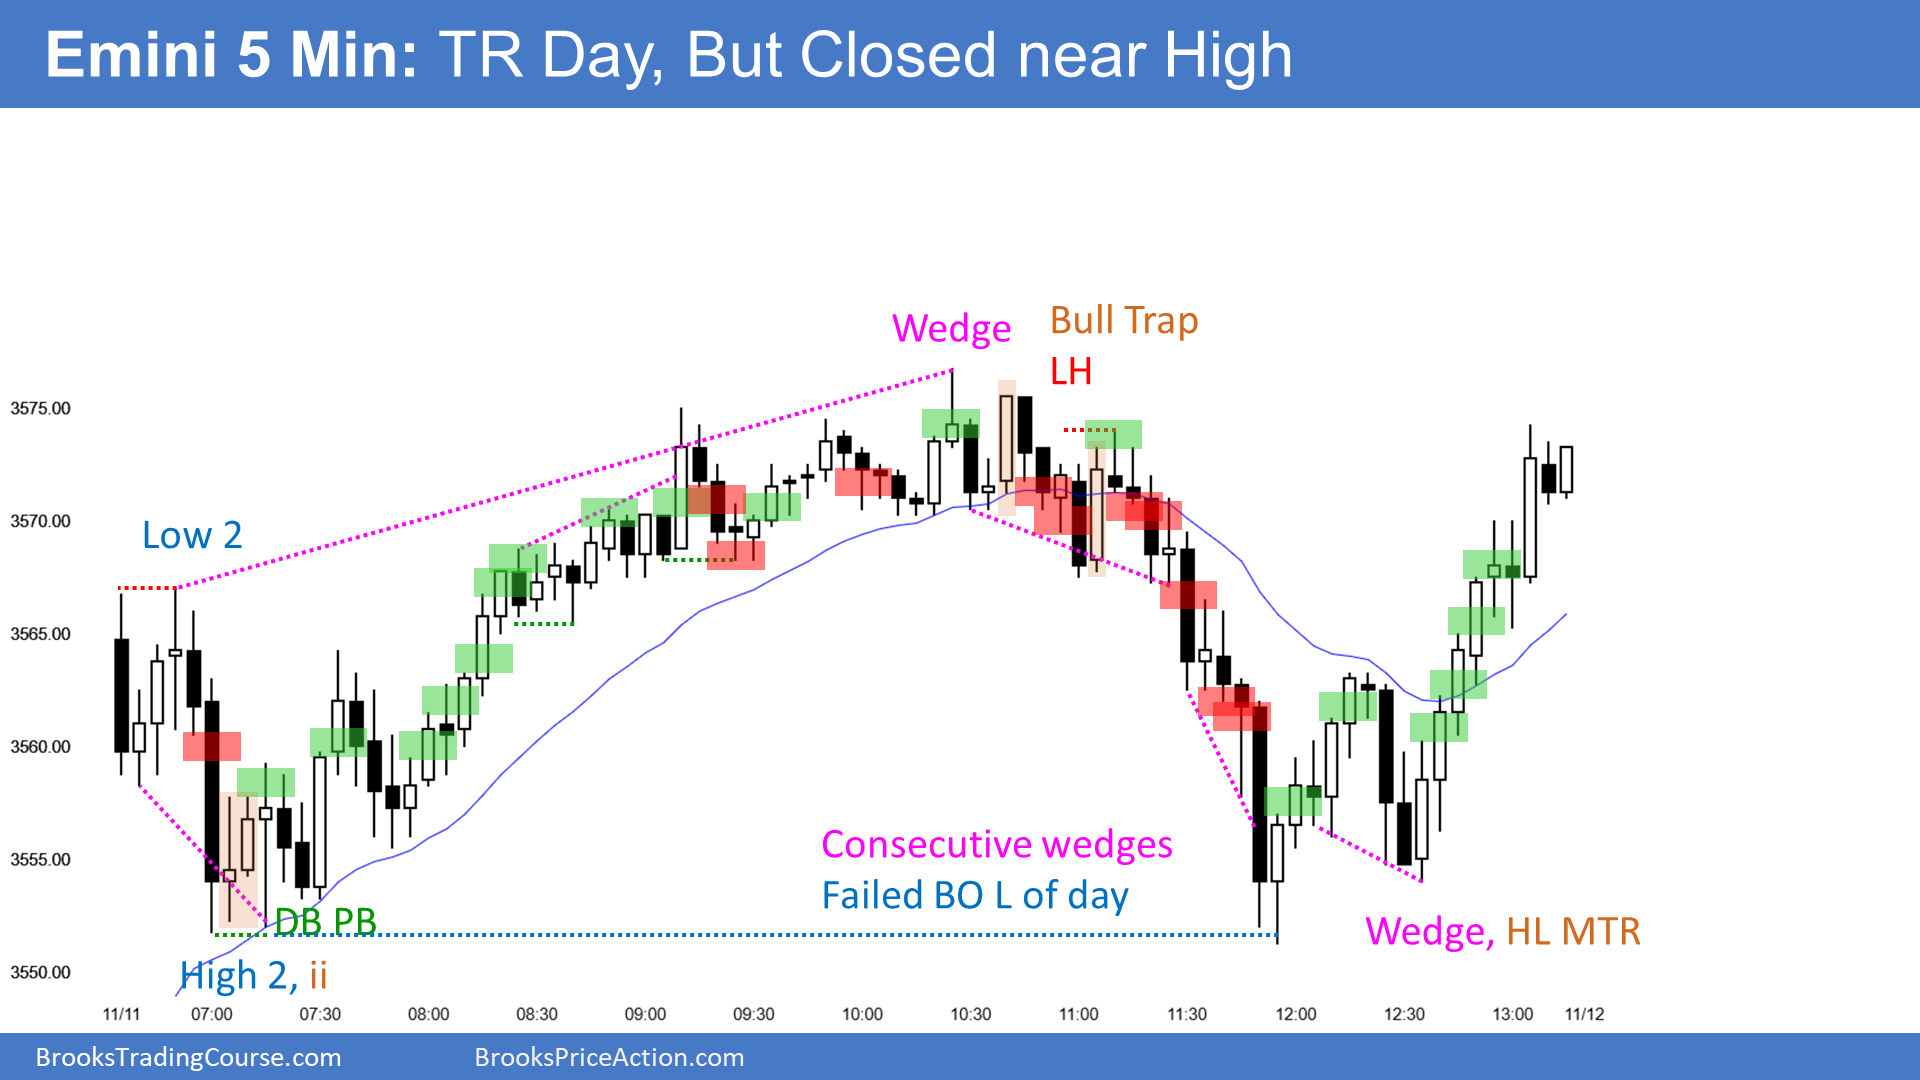 Emini 5 Min: TR Day, But Closed near High
Wedge
Bull Trap
LH
3575.00
Low 2
3570.00
3565.00
3560.00
3555.00
Consecutive wedges
Failed BO L of day
DB PB
Wedge, HL MTR
High 2, ii
3550.00
11/11 07:00 07:30 08:00 08:30 09:00 09:30 10:00 10:30 11:00 11:30 12:00 12:30 13:00 11/12
BrooksTradingCourse.com BrooksPriceAction.com